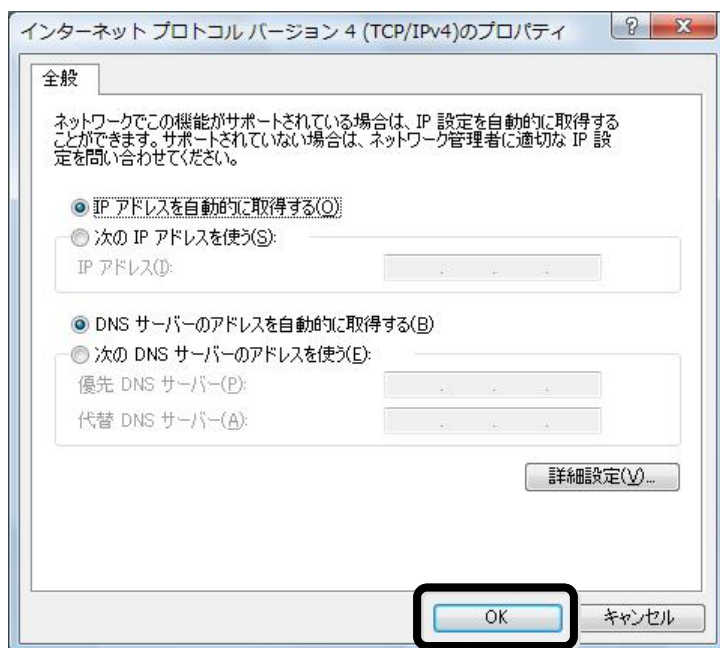 インターネット プロトコル バージョン 4 (TCP/IPv4)のプロパティ
全般
ネットワークでこの機能がサポートされている場合は、IP 設定を自動的に取得する
ことができます。サポートされていない場合は、ネットワーク管理者に適切な IP 設
定を問い合わせてください。
IP アドレスを自動的に取得する(O)
次の IP アドレスを使う(S):
IP アドレス(I):
DNS サーバーのアドレスを自動的に取得する(B)
次の DNS サーバーのアドレスを使う(E):
優先 DNS サーバー(P):
代替 DNS サーバー(A):
詳細設定(V)...
OK キャンセル